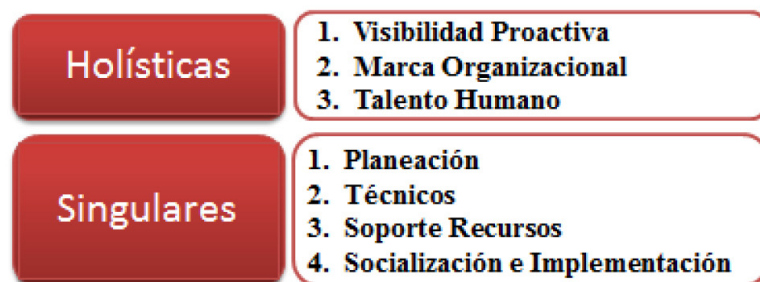 Holísticas
1. Visibilidad Proactiva
2. Marca Organizacional
3. Talento Humano
Singulares
1. Planeación
2. Técnicos
3. Soporte Recursos
4. Socialización e Implementación